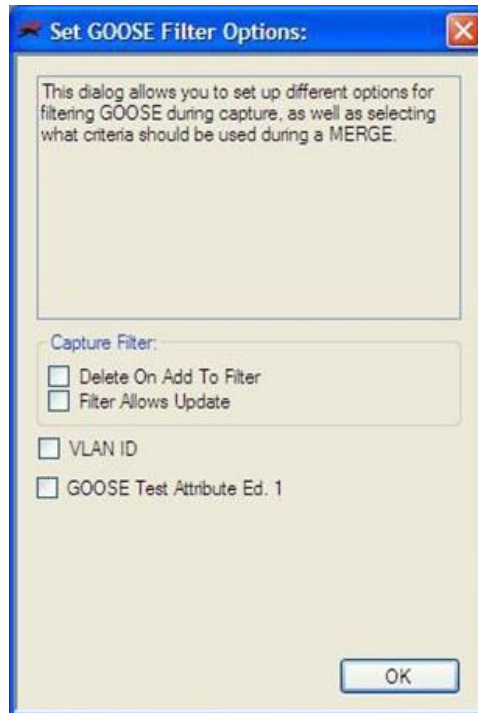 Set GOOSE Filter Options:
This dialog allows you to set up different options for
filtering GOOSE during capture, as well as selecting
what criteria should be used during a MERGE.
Capture Filter:
Delete On Add To Filter
Filter Allows Update
VLAN ID
GOOSE Test Attribute Ed. 1
OK